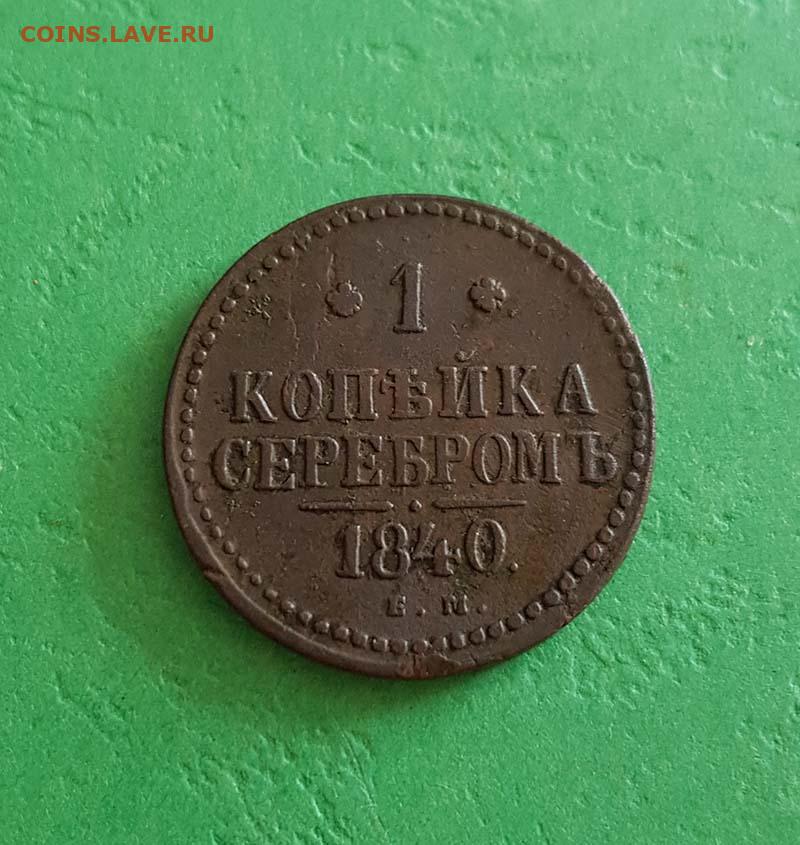 COINS.LAVE.RU
1
КОПѢЙКА
СЕРЕБРОМЪ
1840.
Е.М.